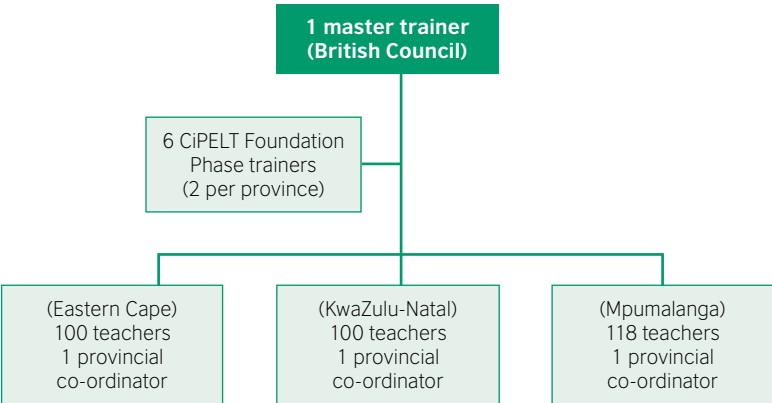 1 master trainer
(British Council)
6 CiPELT Foundation
Phase trainers
(2 per province)
(Eastern Cape)
100 teachers
1 provincial
co-ordinator
(KwaZulu-Natal)
100 teachers
1 provincial
co-ordinator
(Mpumalanga)
118 teachers
1 provincial
co-ordinator